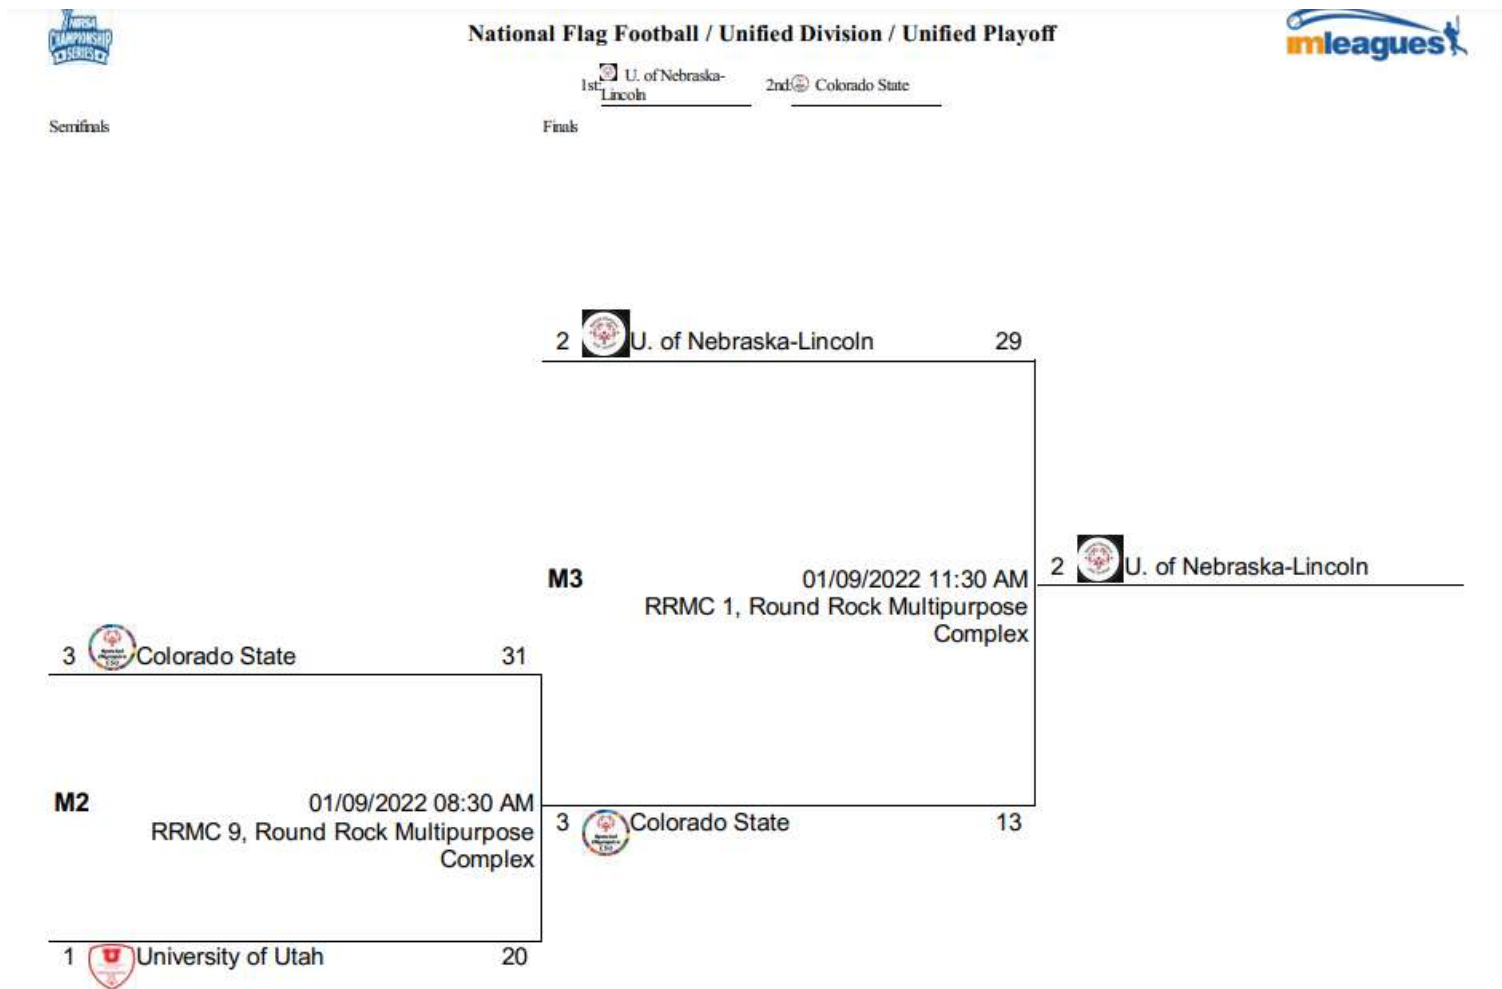 NIRSA
CHAMPIONSHIP
SERIES
National Flag Football / Unified Division / Unified Playoff
imleagues
1st: U. of Nebraska-
Lincoln
2nd: Colorado State
Semifinals
Finals
2 U. of Nebraska-Lincoln 29
M3 01/09/2022 11:30 AM
RRMC 1, Round Rock Multipurpose
Complex
2 U. of Nebraska-Lincoln
3 Colorado State 31
M2 01/09/2022 08:30 AM
RRMC 9, Round Rock Multipurpose
Complex
3 Colorado State 13
1 University of Utah 20